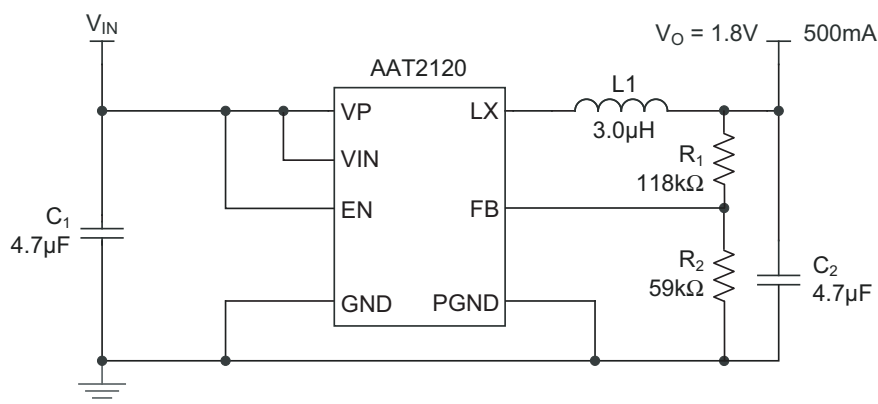 V_IN
V_O = 1.8V
500mA
AAT2120
L1
3.0µH
VP
LX
VIN
R_1
118kΩ
EN
FB
C_1
4.7µF
R_2
59kΩ
C_2
4.7µF
GND
PGND